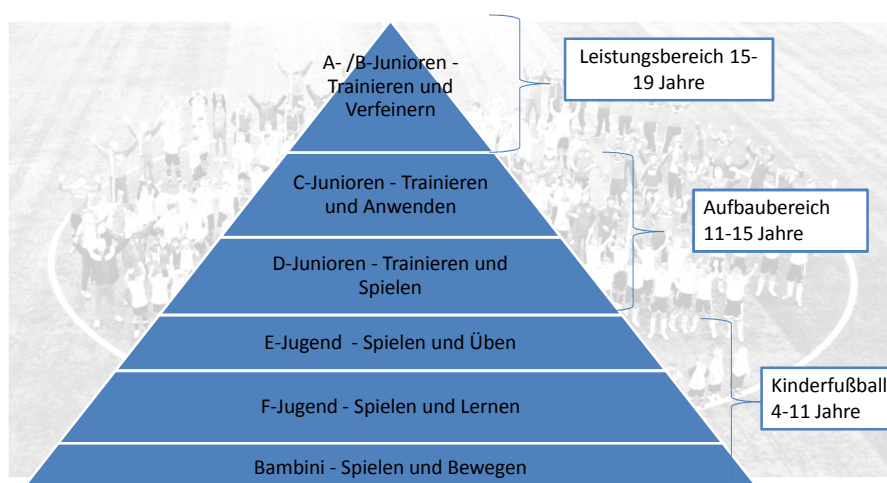 A- /B-Junioren -
Trainieren und
Verfeinern
Leistungsbereich 15-
19 Jahre
C-Junioren - Trainieren
und Anwenden
Aufbaubereich
11-15 Jahre
D-Junioren - Trainieren und
Spielen
E-Jugend - Spielen und Üben
Kinderfußball
4-11 Jahre
F-Jugend - Spielen und Lernen
Bambini - Spielen und Bewegen